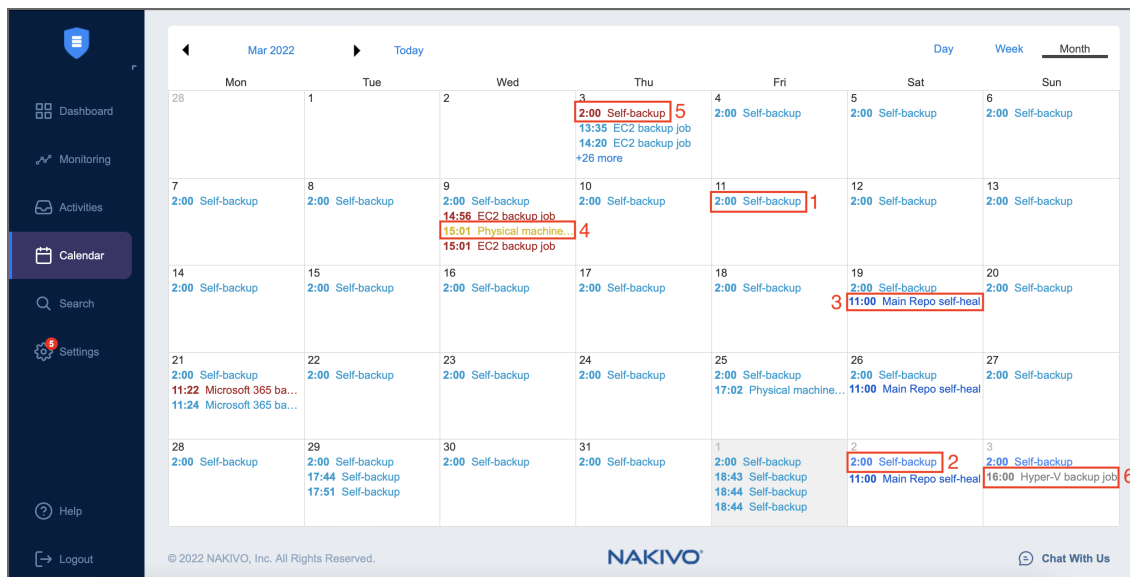 Mar 2022
Today
Day
Week
Month
Mon
Tue
Wed
Thu
Fri
Sat
Sun
Dashboard
Monitoring
Activities
Calendar
Search
5
Settings
Help
Logout
28
1
2
3
2:00 Self-backup
5
13:35 EC2 backup job
14:20 EC2 backup job
+26 more
4
2:00 Self-backup
5
2:00 Self-backup
6
2:00 Self-backup
7
2:00 Self-backup
8
2:00 Self-backup
9
2:00 Self-backup
14:56 EC2 backup job
15:01 Physical machine...
4
15:01 EC2 backup job
10
2:00 Self-backup
11
2:00 Self-backup
1
12
2:00 Self-backup
13
2:00 Self-backup
14
2:00 Self-backup
15
2:00 Self-backup
16
2:00 Self-backup
17
2:00 Self-backup
18
2:00 Self-backup
19
2:00 Self-backup
3
11:00 Main Repo self-heal
20
2:00 Self-backup
21
2:00 Self-backup
11:22 Microsoft 365 ba...
11:24 Microsoft 365 ba...
22
2:00 Self-backup
23
2:00 Self-backup
24
2:00 Self-backup
25
2:00 Self-backup
17:02 Physical machine...
26
2:00 Self-backup
11:00 Main Repo self-heal
27
2:00 Self-backup
28
2:00 Self-backup
29
2:00 Self-backup
17:44 Self-backup
17:51 Self-backup
30
2:00 Self-backup
31
2:00 Self-backup
1
2:00 Self-backup
18:43 Self-backup
18:44 Self-backup
18:44 Self-backup
2
2:00 Self-backup
2
11:00 Main Repo self-heal
3
2:00 Self-backup
16:00 Hyper-V backup job
6
© 2022 NAKIVO, Inc. All Rights Reserved.
NAKIVO
Chat With Us